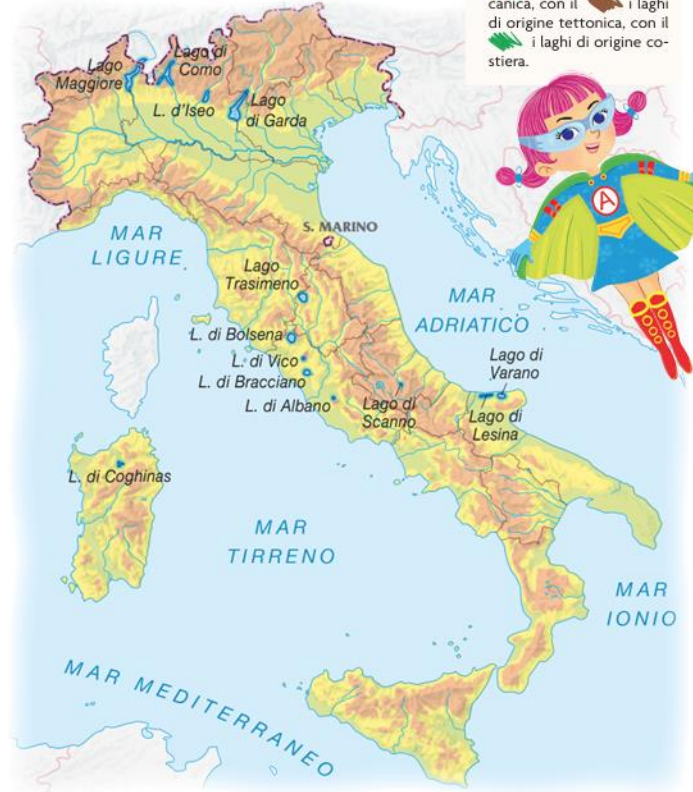 canica, con il i laghi
di origine tettonica, con il
i laghi di origine co-
stiera.
A
Lago
Maggiore
Lago di
Como
L. d'Iseo
Lago
di Garda
MAR
LIGURE
S. MARINO
Lago
Trasimeno
MAR
ADRIATICO
L. di Bolsena
L. di Vico
L. di Bracciano
L. di Albano
Lago di
Scanno
Lago di
Varano
Lago di
Lesina
L. di Coghinas
MAR
TIRRENO
MAR
IONIO
MAR MEDITERRANEO